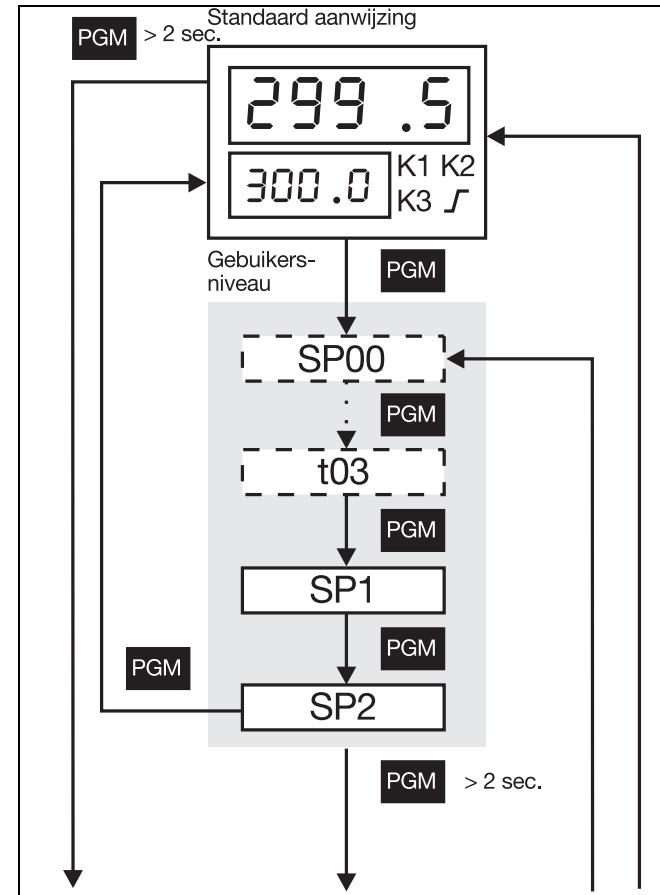 Standaard aanwijzing
PGM > 2 sec.
299.5
300.0
K1 K2
K3
Gebuikers-
niveau
PGM
SP00
PGM
t03
PGM
SP1
PGM
PGM
SP2
PGM > 2 sec.